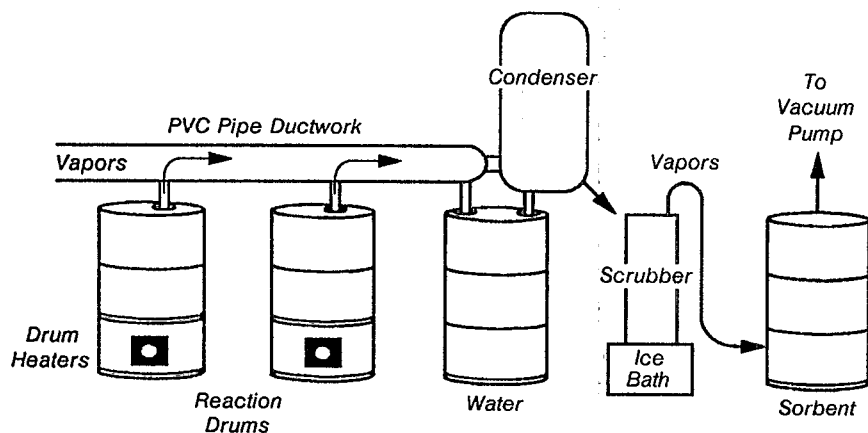 Condenser
To
Vacuum
Pump
PVC Pipe Ductwork
Vapors
Vapors
Scrubber
Drum
Heaters
Ice
Bath
Reaction
Drums
Water
Sorbent